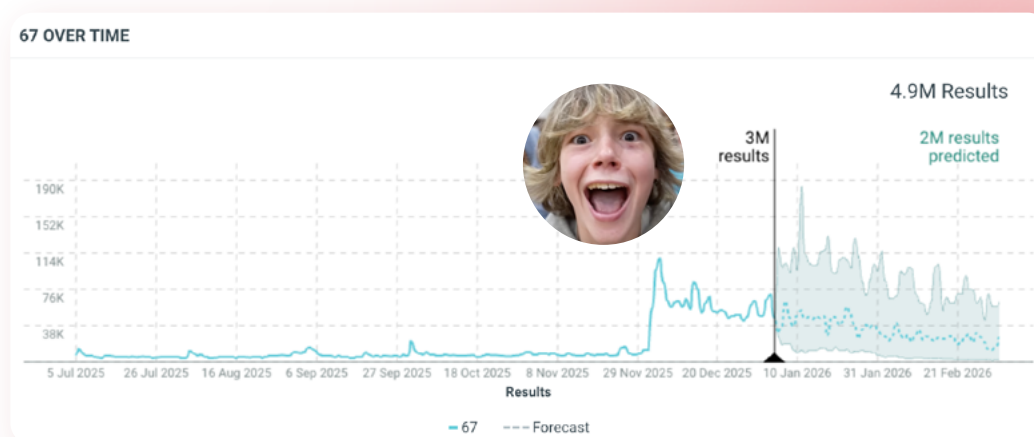 67 OVER TIME
4.9M Results
3M
results
2M results
predicted
190K
152K
114K
76K
38K
5 Jul 2025 26 Jul 2025 16 Aug 2025 6 Sep 2025 27 Sep 2025 18 Oct 2025 8 Nov 2025 29 Nov 2025 20 Dec 2025 10 Jan 2026 31 Jan 2026 21 Feb 2026
Results
67 Forecast